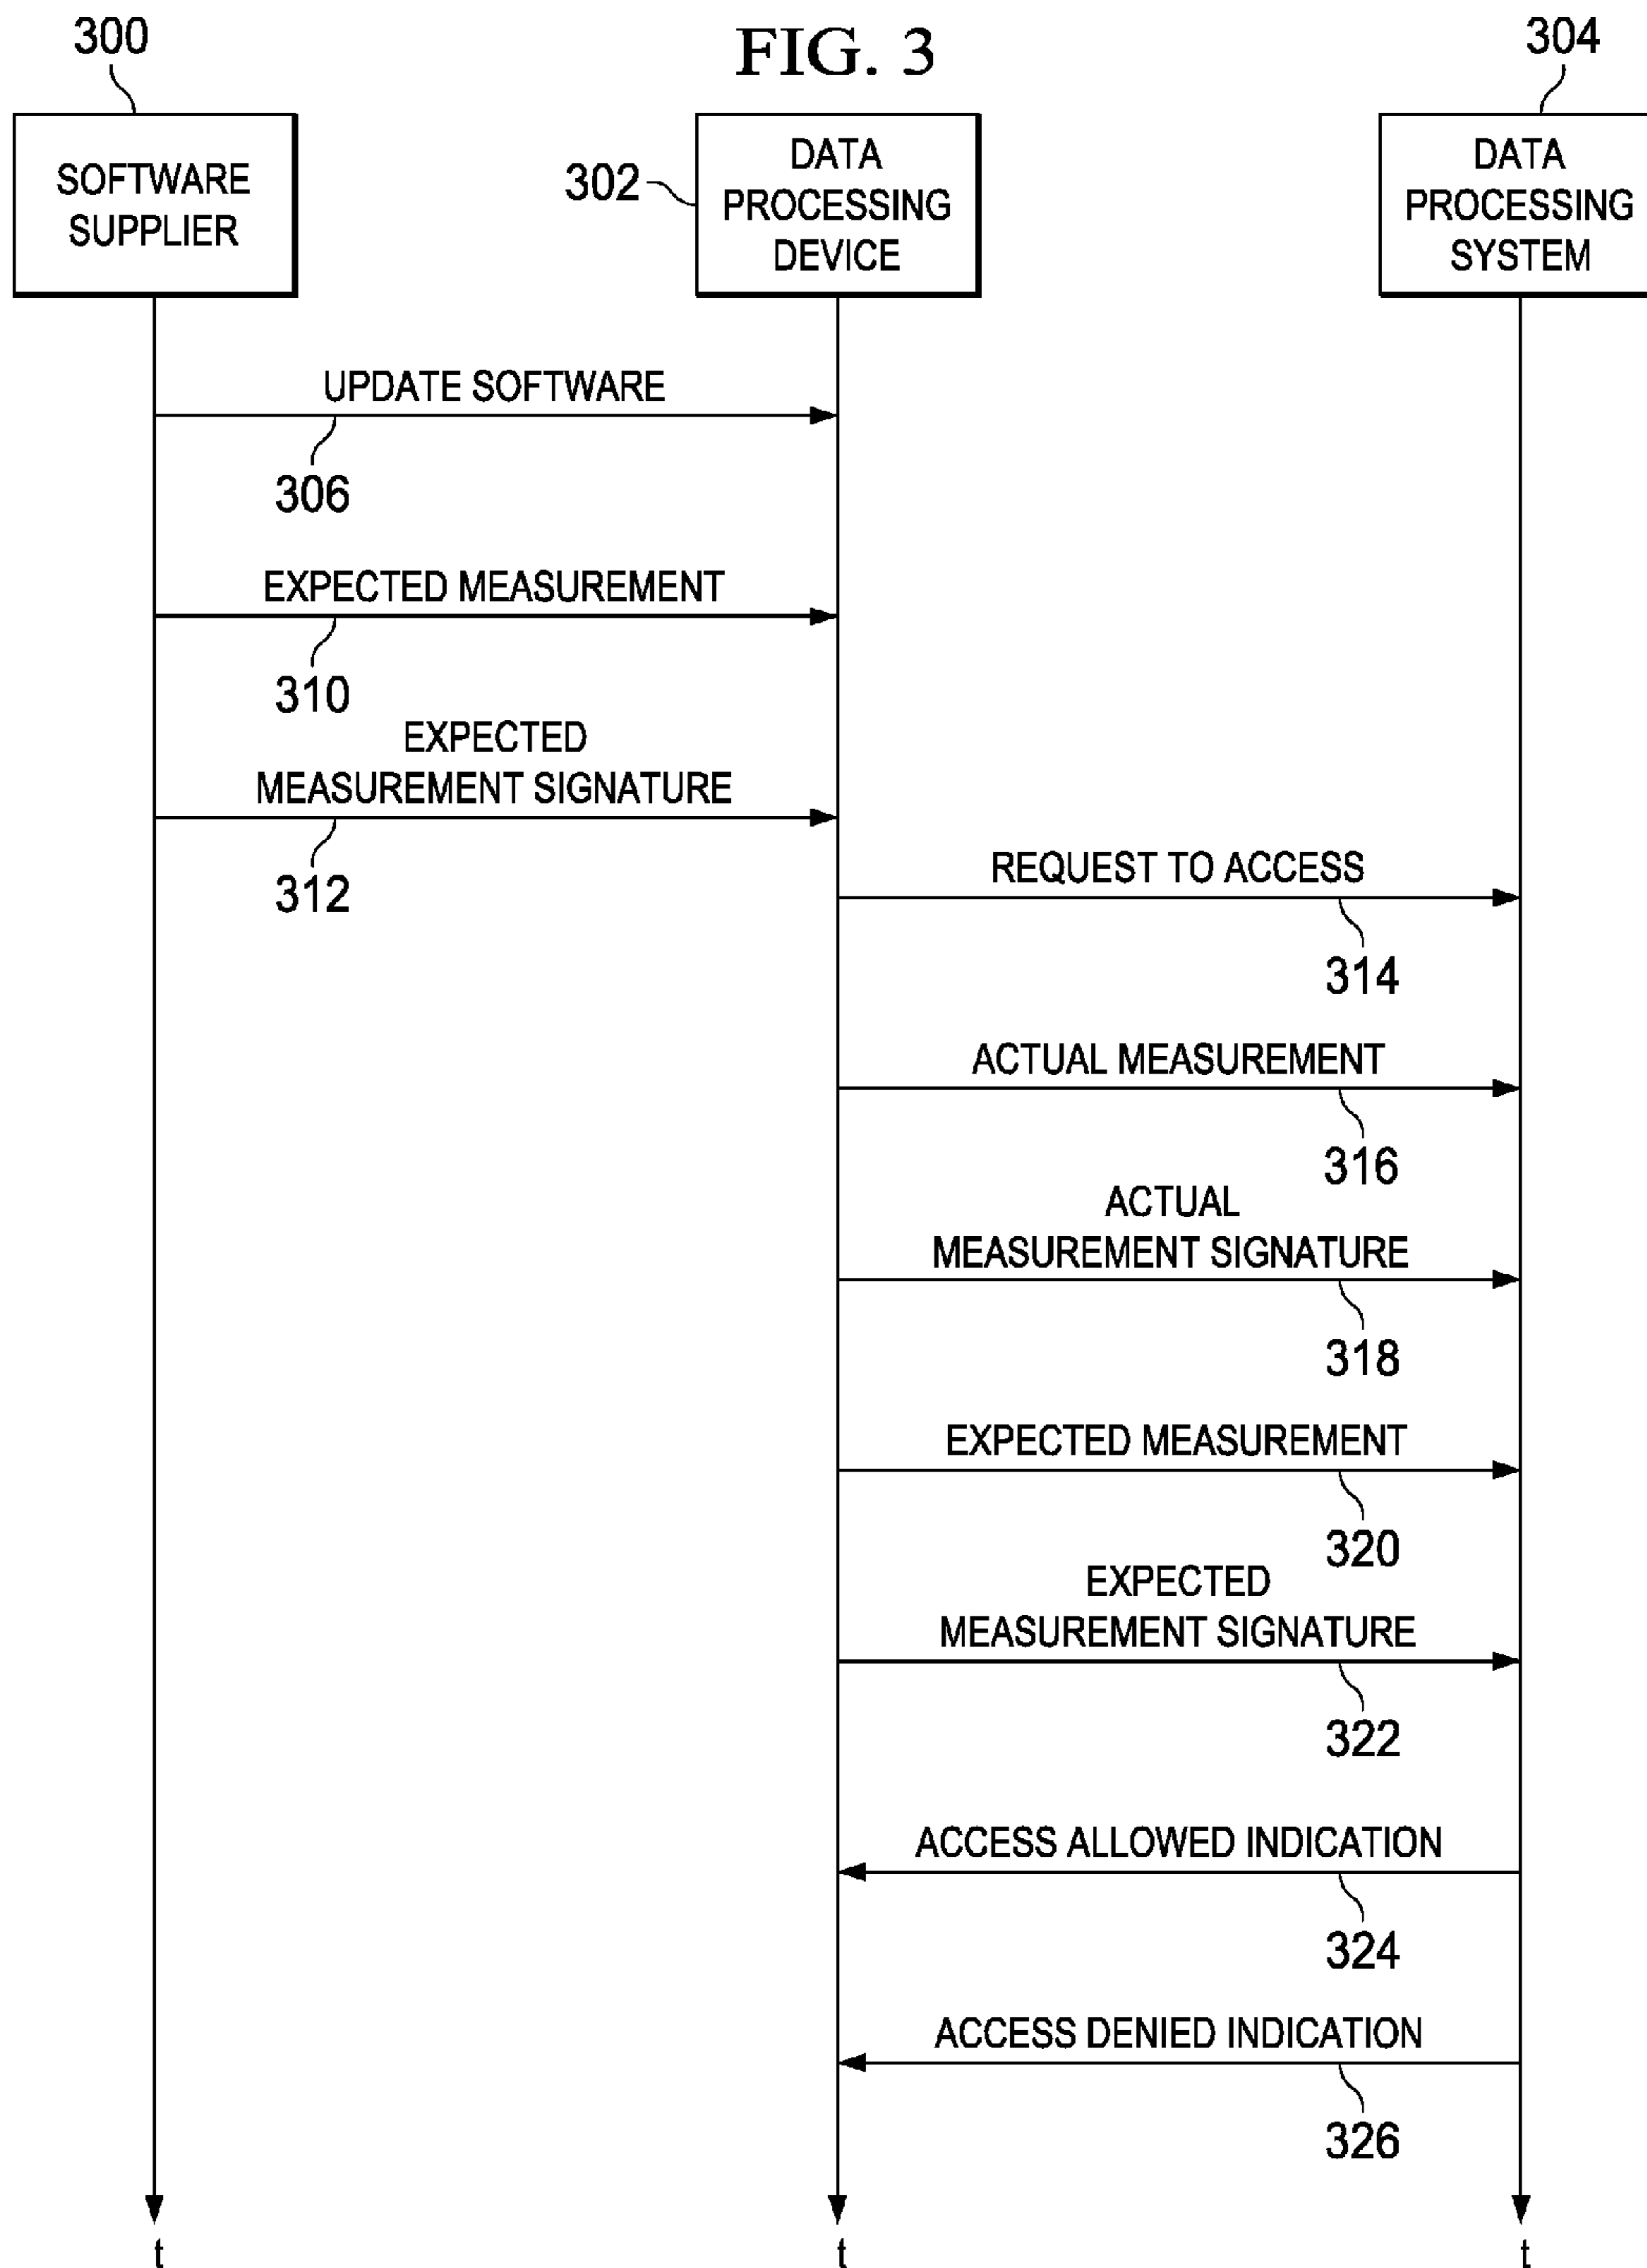 300
FIG. 3
304
SOFTWARE
SUPPLIER
302
DATA
PROCESSING
DEVICE
DATA
PROCESSING
SYSTEM
UPDATE SOFTWARE
306
EXPECTED MEASUREMENT
310
EXPECTED
MEASUREMENT SIGNATURE
312
REQUEST TO ACCESS
314
ACTUAL MEASUREMENT
316
ACTUAL
MEASUREMENT SIGNATURE
318
EXPECTED MEASUREMENT
320
EXPECTED
MEASUREMENT SIGNATURE
322
ACCESS ALLOWED INDICATION
324
ACCESS DENIED INDICATION
326
t
t
t